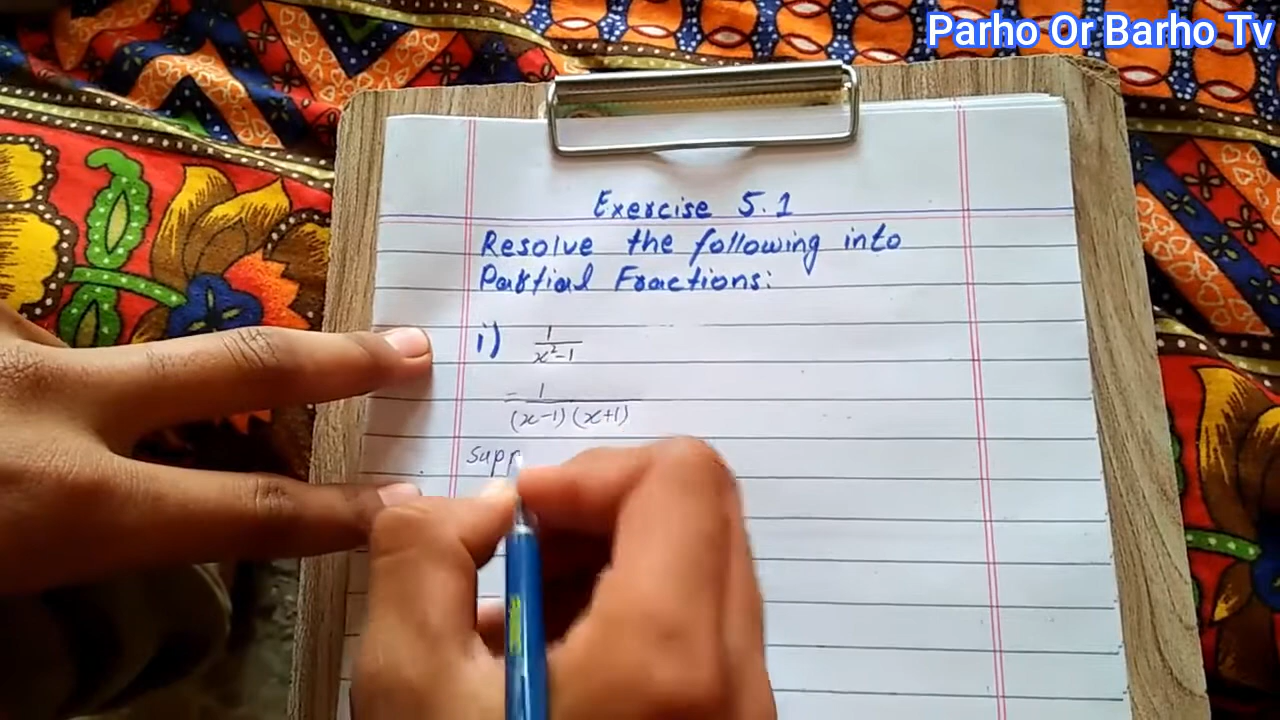 Parho Or Barho Tv
Exercise 5.1
Resolve the following into
Partial Fractions:
i) 1/(x²-1)
= 1/((x-1)(x+1))
Supp